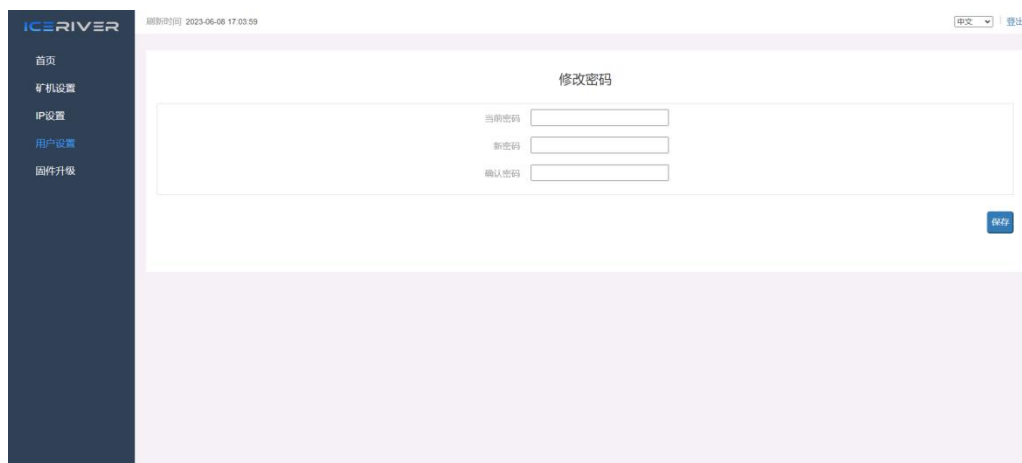 ICERIVER
刷新时间 2023-06-08 17:03:59
中文
登出
首页
矿机设置
IP设置
用户设置
固件升级
修改密码
当前密码
新密码
确认密码
保存